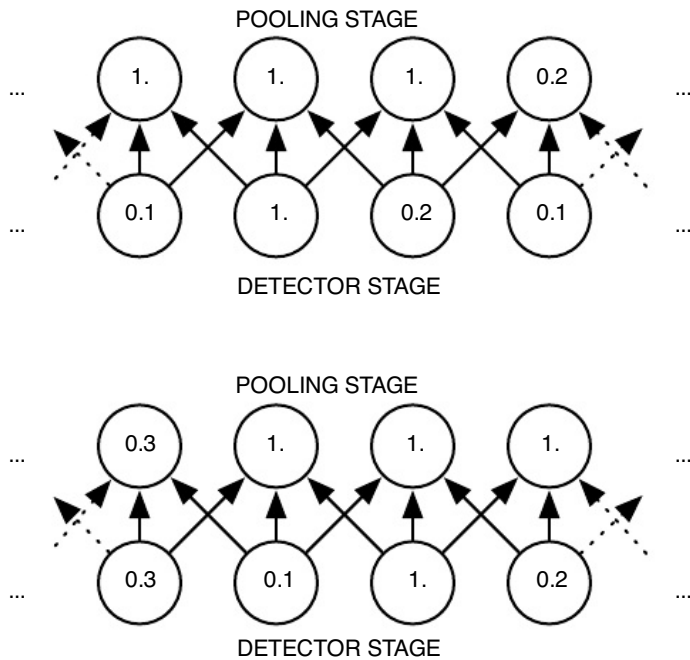 POOLING STAGE
... 1. 1. 1. 0.2 ...
... 0.1 1. 0.2 0.1 ...
DETECTOR STAGE
POOLING STAGE
... 0.3 1. 1. 1. ...
... 0.3 0.1 1. 0.2 ...
DETECTOR STAGE